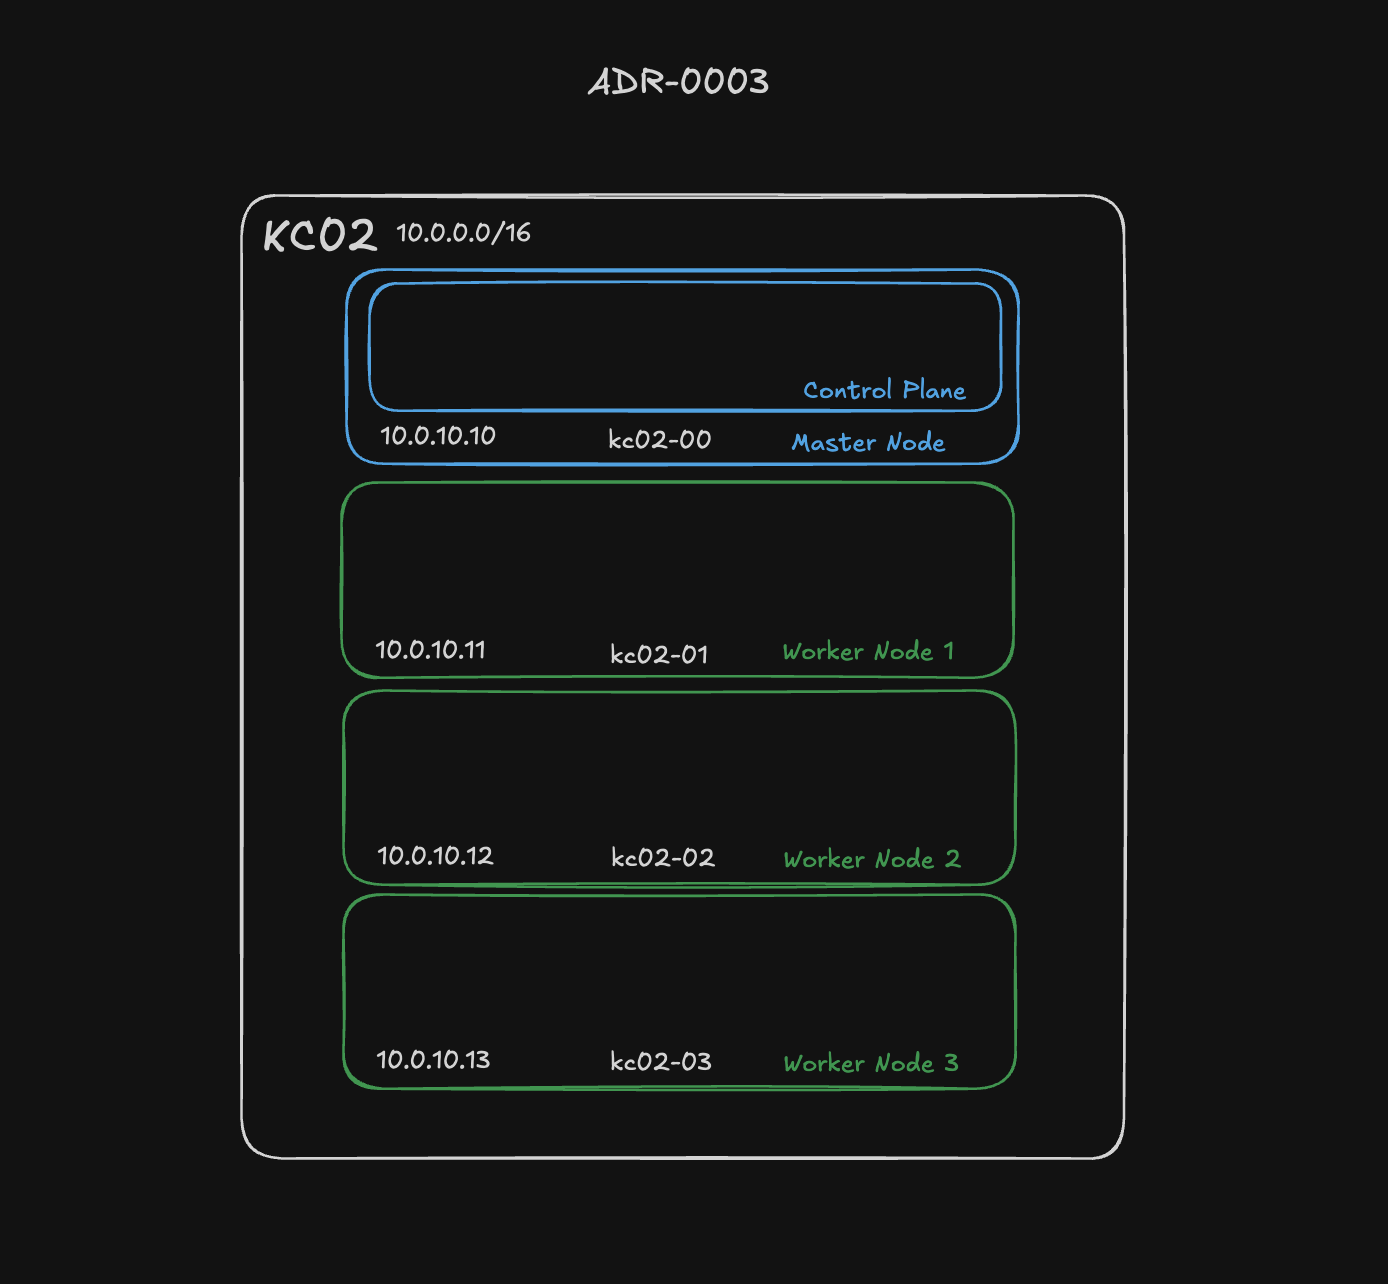 ADR-0003
KC02 10.0.0.0/16
Control Plane
10.0.10.10 kc02-00 Master Node
10.0.10.11 kc02-01 Worker Node 1
10.0.10.12 kc02-02 Worker Node 2
10.0.10.13 kc02-03 Worker Node 3